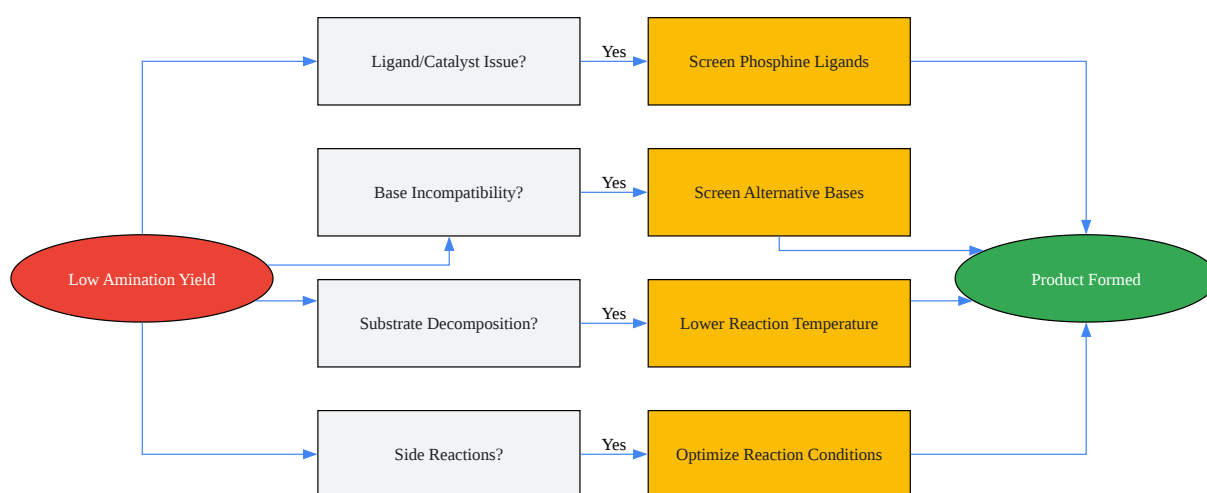 Ligand/Catalyst Issue?
Yes
Screen Phosphine Ligands
Base Incompatibility?
Yes
Screen Alternative Bases
Low Amination Yield
Product Formed
Substrate Decomposition?
Yes
Lower Reaction Temperature
Side Reactions?
Yes
Optimize Reaction Conditions